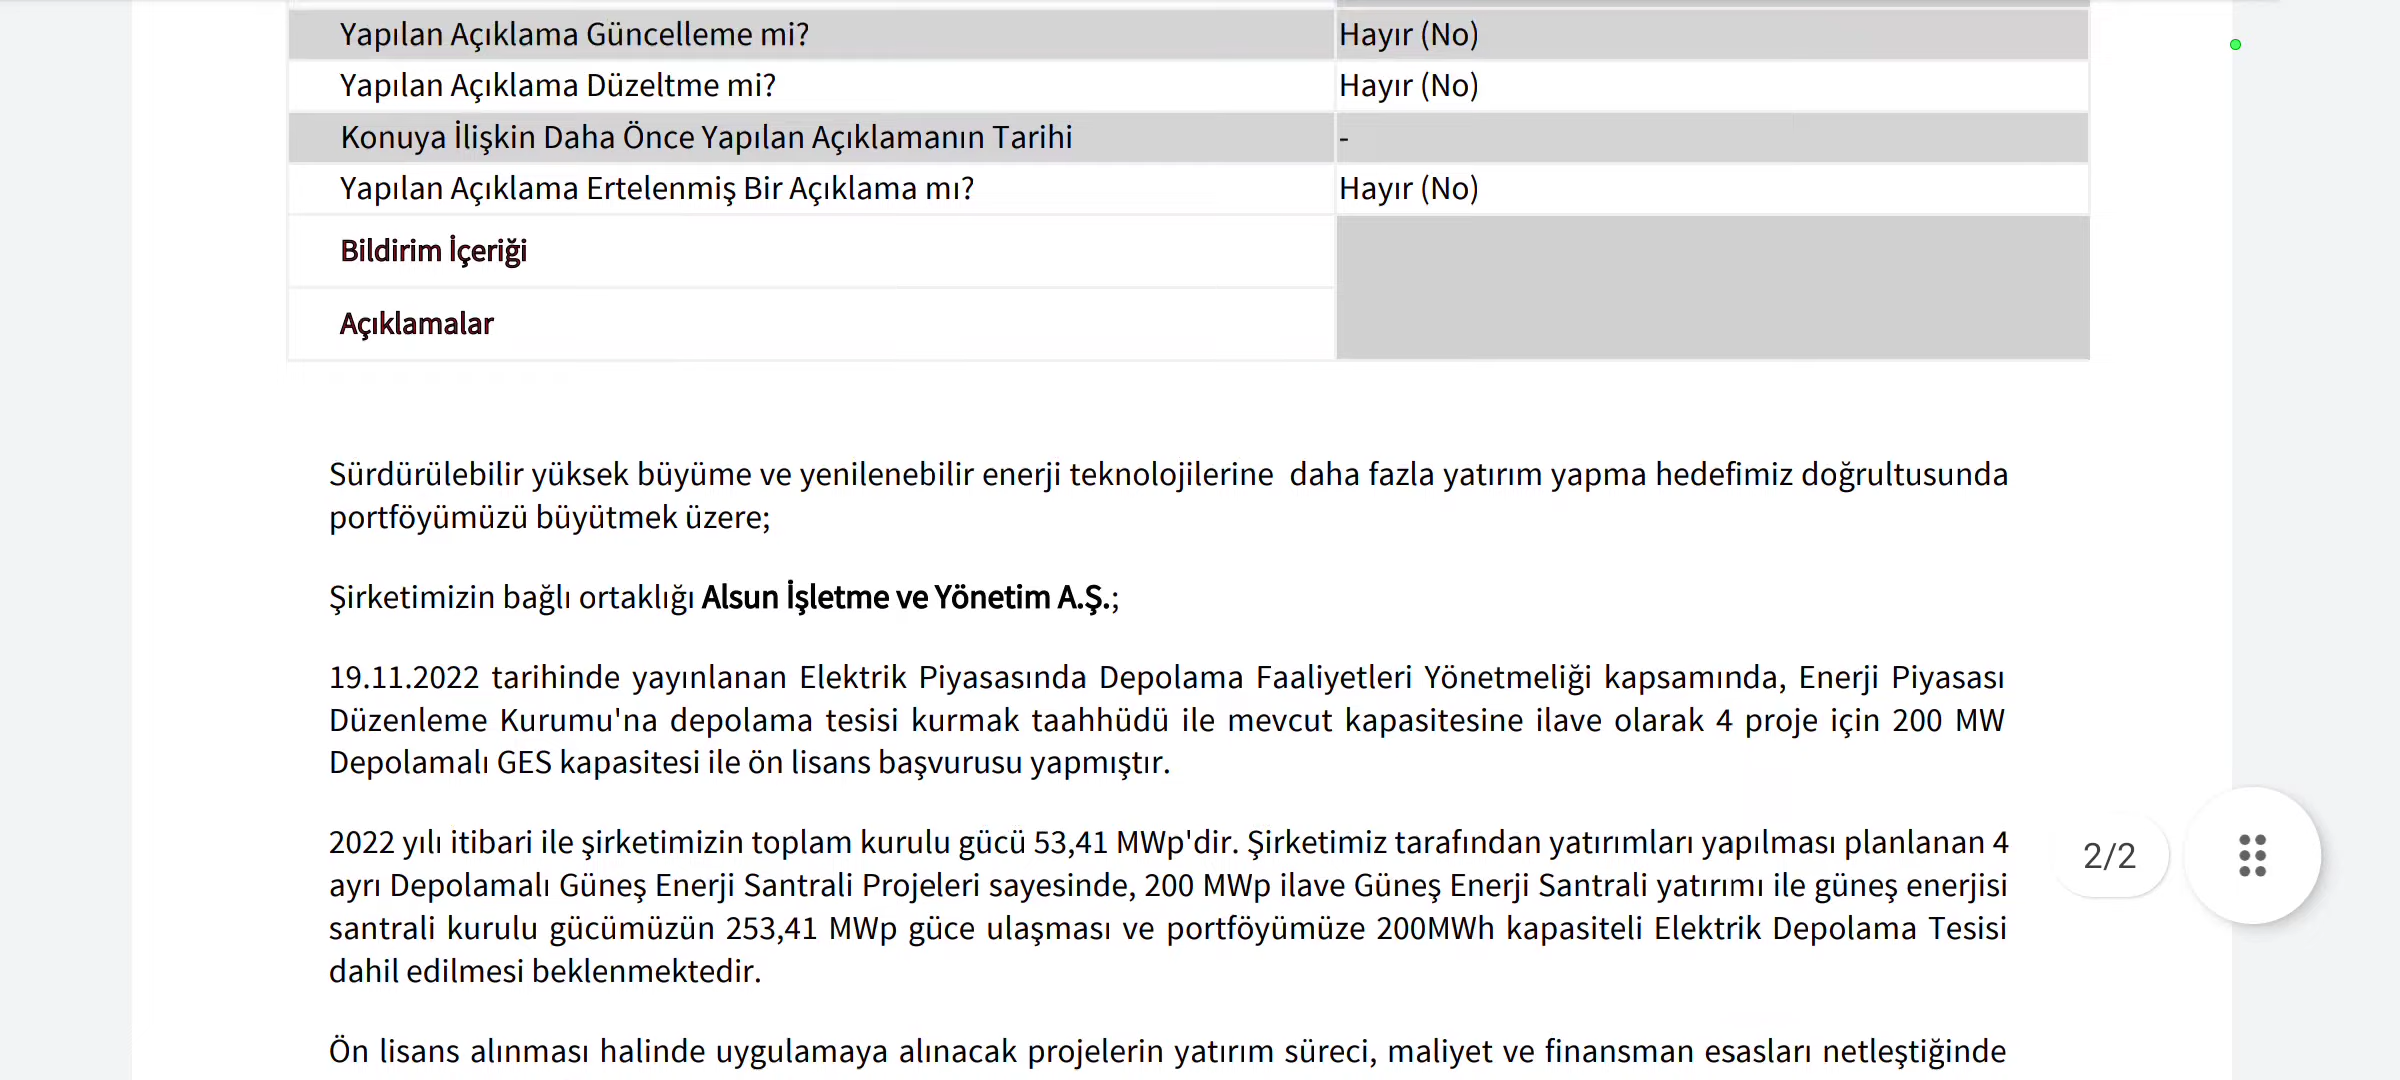 Yapılan Açıklama Güncelleme mi? Hayır (No)
Yapılan Açıklama Düzeltme mi? Hayır (No)
Konuya İlişkin Daha Önce Yapılan Açıklamanın Tarihi -
Yapılan Açıklama Ertelenmiş Bir Açıklama mı? Hayır (No)
Bildirim İçeriği
Açıklamalar
Sürdürülebilir yüksek büyüme ve yenilenebilir enerji teknolojilerine daha fazla yatırım yapma hedefimiz doğrultusunda
portföyümüzü büyütmek üzere;
Şirketimizin bağlı ortaklığı Alsun İşletme ve Yönetim A.Ş.;
19.11.2022 tarihinde yayınlanan Elektrik Piyasasında Depolama Faaliyetleri Yönetmeliği kapsamında, Enerji Piyasası
Düzenleme Kurumu'na depolama tesisi kurmak taahhüdü ile mevcut kapasitesine ilave olarak 4 proje için 200 MW
Depolamalı GES kapasitesi ile ön lisans başvurusu yapmıştır.
2022 yılı itibari ile şirketimizin toplam kurulu gücü 53,41 MWp'dir. Şirketimiz tarafından yatırımları yapılması planlanan 4
ayrı Depolamalı Güneş Enerji Santrali Projeleri sayesinde, 200 MWp ilave Güneş Enerji Santrali yatırımı ile güneş enerjisi
santrali kurulu gücümüzün 253,41 MWp güce ulaşması ve portföyümüze 200MWh kapasiteli Elektrik Depolama Tesisi
dahil edilmesi beklenmektedir.
Ön lisans alınması halinde uygulamaya alınacak projelerin yatırım süreci, maliyet ve finansman esasları netleştiğinde
2/2